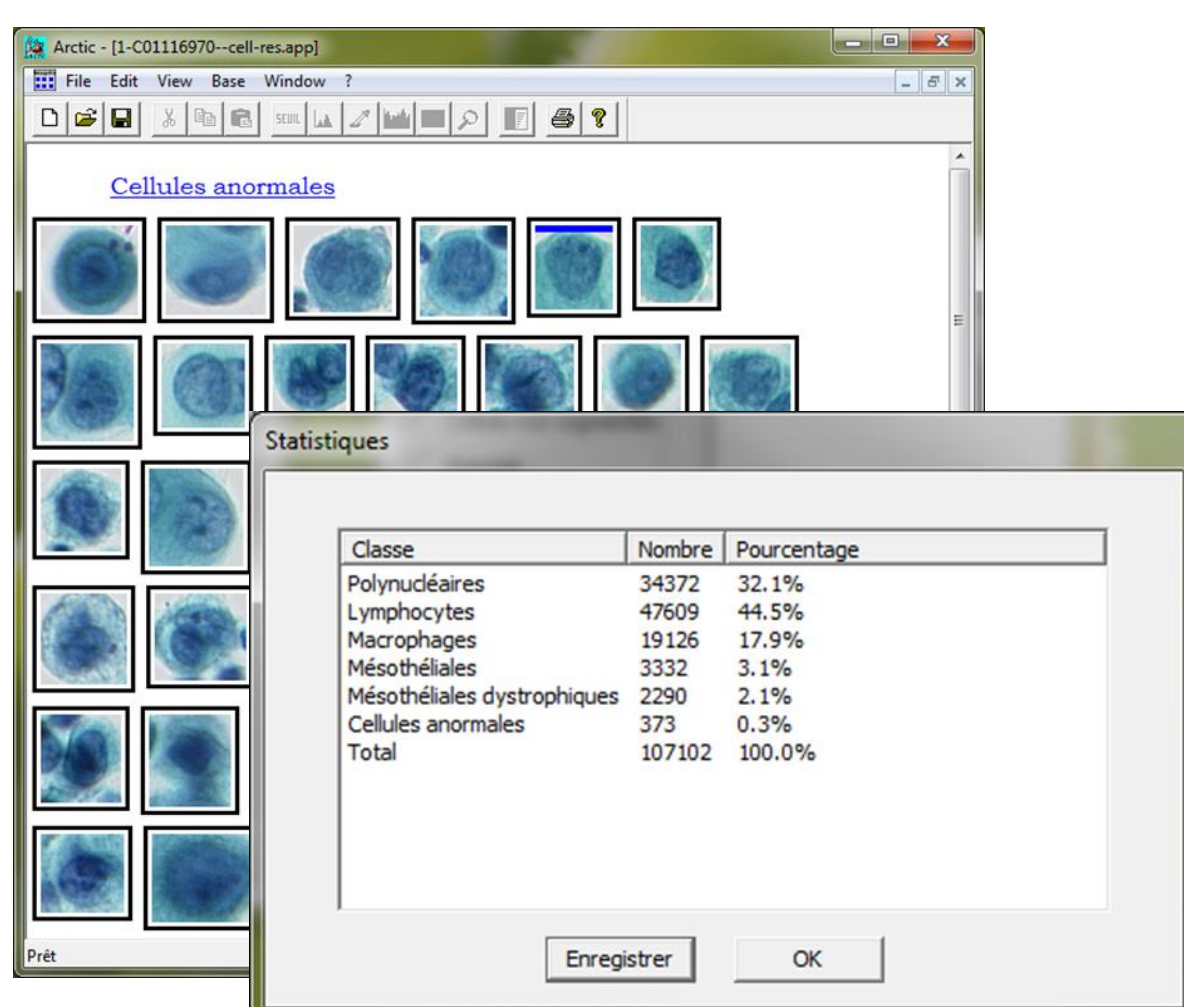 Arctic - [1-C01116970--cell-res.app]
File Edit View Base Window ?
SEUIL
Cellules anormales
Statistiques
Classe Nombre Pourcentage
Polynucléaires 34372 32.1%
Lymphocytes 47609 44.5%
Macrophages 19126 17.9%
Mésothéliales 3332 3.1%
Mésothéliales dystrophiques 2290 2.1%
Cellules anormales 373 0.3%
Total 107102 100.0%
Enregistrer OK
Prêt